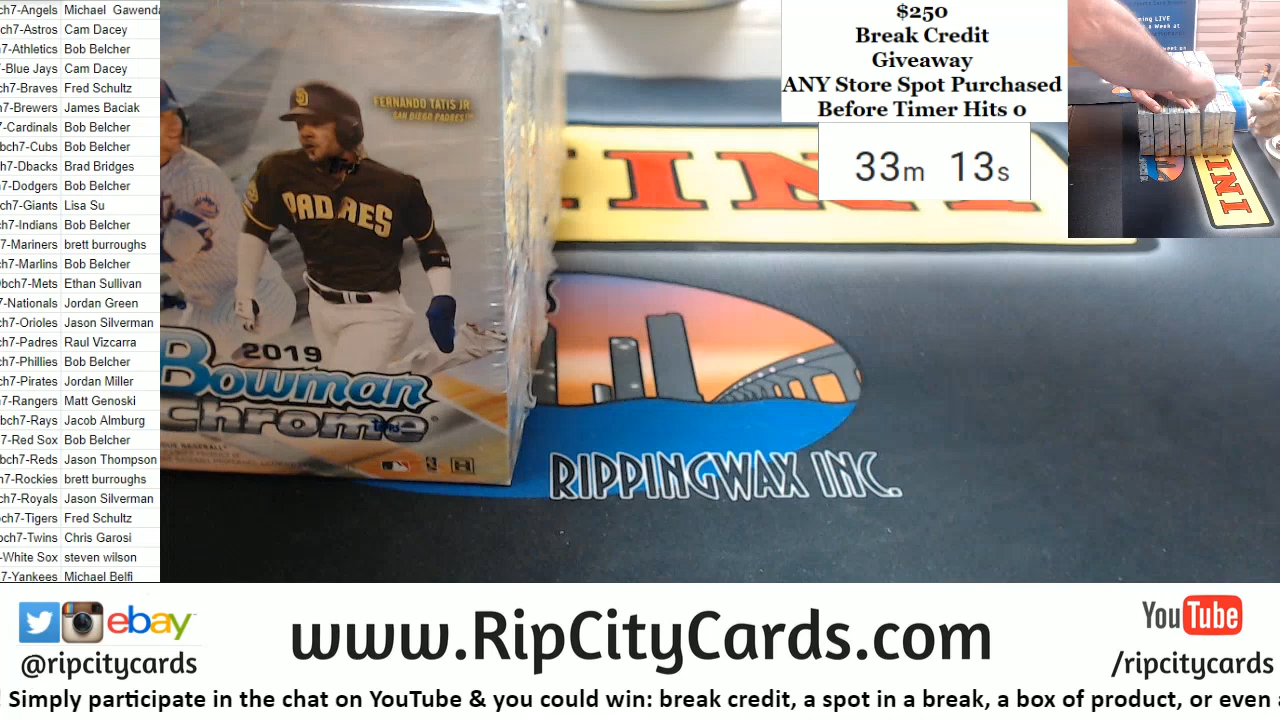 ch7-Angels Michael Gawenda
ch7-Astros Cam Dacey
7-Athletics Bob Belcher
-Blue Jays Cam Dacey
ch7-Braves Fred Schultz
h7-Brewers James Baciak
7-Cardinals Bob Belcher
bch7-Cubs Bob Belcher
h7-Dbacks Brad Bridges
7-Dodgers Bob Belcher
ch7-Giants Lisa Su
h7-Indians Bob Belcher
7-Mariners brett burroughs
h7-Marlins Bob Belcher
bch7-Mets Ethan Sullivan
7-Nationals Jordan Green
h7-Orioles Jason Silverman
h7-Padres Raul Vizcarra
h7-Phillies Bob Belcher
h7-Pirates Jordan Miller
7-Rangers Matt Genoski
bch7-Rays Jacob Almburg
7-Red Sox Bob Belcher
bch7-Reds Jason Thompson
h7-Rockies brett burroughs
h7-Royals Jason Silverman
ch7-Tigers Fred Schultz
ch7-Twins Chris Garosi
-White Sox steven wilson
7-Yankees Michael Belfi
FERNANDO TATIS JR.
SAN DIEGO PADRES™
PADRES
2019
Bowman
chrome
INI
RIPPINGWAX INC.
$250
Break Credit
Giveaway
ANY Store Spot Purchased
Before Timer Hits 0
33m 13s
INI
ebay™
@ripcitycards
www.RipCityCards.com
YouTube
/ripcitycards
! Simply participate in the chat on YouTube & you could win: break credit, a spot in a break, a box of product, or even a